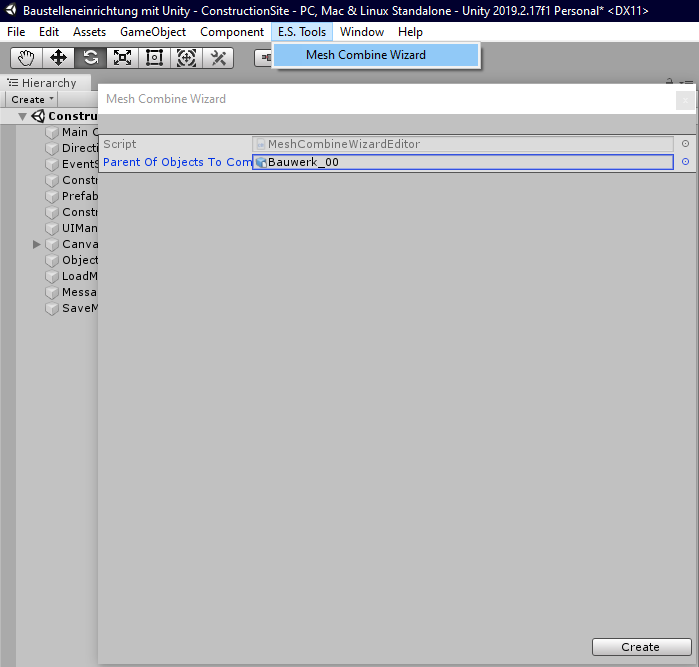 Baustelleneinrichtung mit Unity - ConstructionSite - PC, Mac & Linux Standalone - Unity 2019.2.17f1 Personal* <DX11>
File Edit Assets GameObject Component E.S. Tools Window Help
Mesh Combine Wizard
Hierarchy
Create
Mesh Combine Wizard
Constru
Main C
Directi
EventS
Constr
Prefab
Constr
UIMan
Canva
Object
LoadM
Messa
SaveM
Script MeshCombineWizardEditor
Parent Of Objects To Com Bauwerk_00
Create